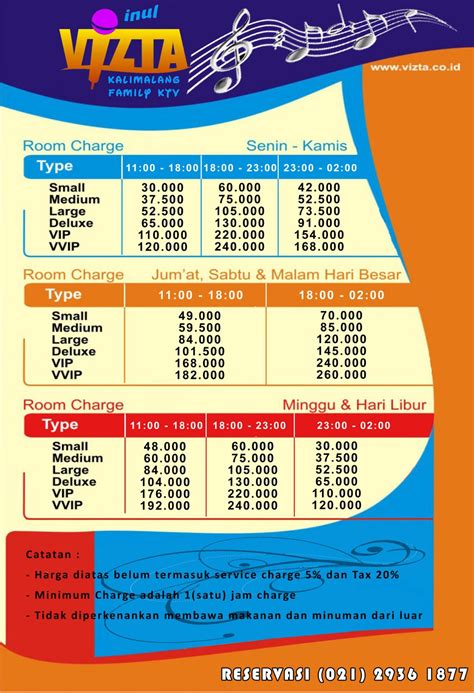 inul
VIZTA
KALIMALANG
FAMILY KTV
www.vizta.co.id
Room Charge Senin - Kamis
Type 11:00 - 18:00 18:00 - 23:00 23:00 - 02:00
Small 30.000 60.000 42.000
Medium 37.500 75.000 52.500
Large 52.500 105.000 73.500
Deluxe 65.000 130.000 91.000
VIP 110.000 220.000 154.000
VVIP 120.000 240.000 168.000
Room Charge Jum'at, Sabtu & Malam Hari Besar
Type 11:00 - 18:00 18:00 - 02:00
Small 49.000 70.000
Medium 59.500 85.000
Large 84.000 120.000
Deluxe 101.500 145.000
VIP 168.000 240.000
VVIP 182.000 260.000
Room Charge Minggu & Hari Libur
Type 11:00 - 18:00 18:00 - 23:00 23:00 - 02:00
Small 48.000 60.000 30.000
Medium 60.000 75.000 37.500
Large 84.000 105.000 52.500
Deluxe 104.000 130.000 65.000
VIP 176.000 220.000 110.000
VVIP 192.000 240.000 120.000
Catatan :
- Harga diatas belum termasuk service charge 5% dan Tax 20%
- Minimum Charge adalah 1(satu) jam charge
- Tidak diperkenankan membawa makanan dan minuman dari luar
RESERVASI (021) 2936 1877